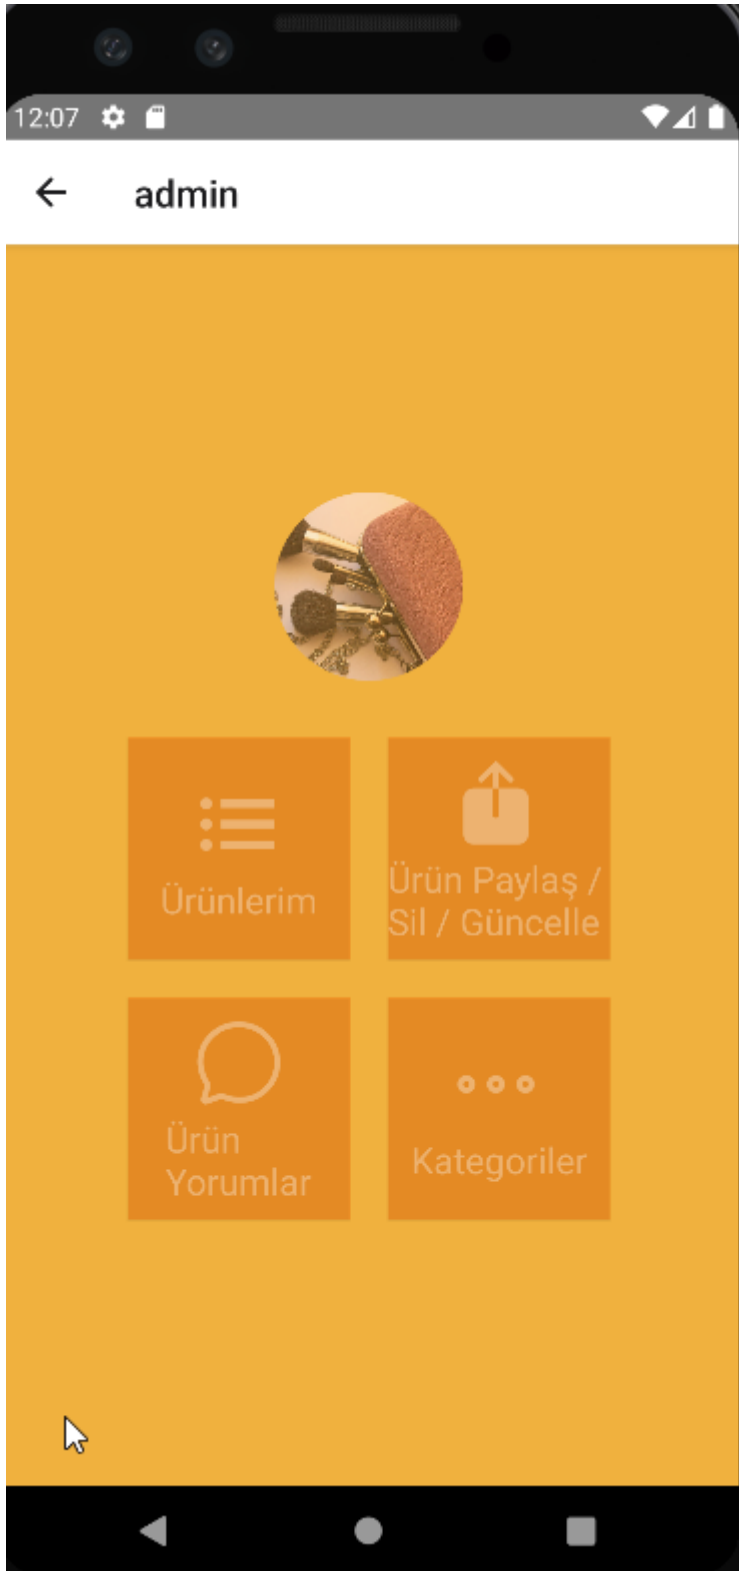 12:07
admin
Ürünlerim
Ürün Paylaş /
Sil / Güncelle
Ürün
Yorumlar
Kategoriler